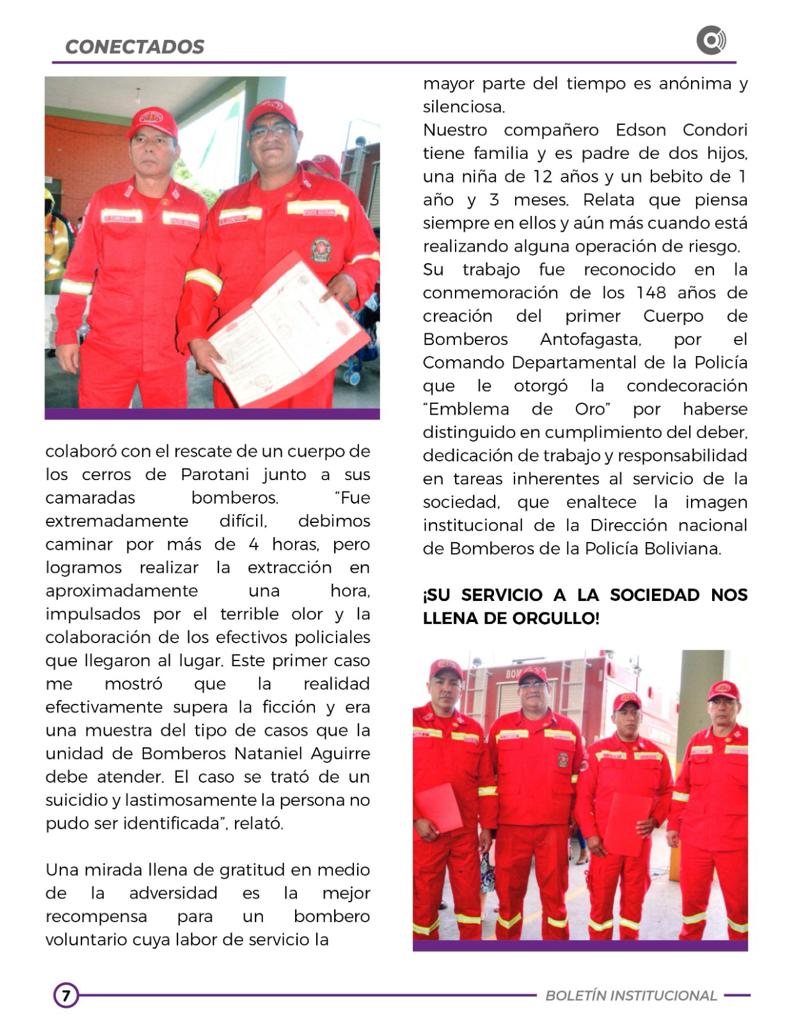 CONECTADOS
colaboró con el rescate de un cuerpo de
los cerros de Parotani junto a sus
camaradas bomberos. “Fue
extremadamente difícil, debimos
caminar por más de 4 horas, pero
logramos realizar la extracción en
aproximadamente una hora,
impulsados por el terrible olor y la
colaboración de los efectivos policiales
que llegaron al lugar. Este primer caso
me mostró que la realidad
efectivamente supera la ficción y era
una muestra del tipo de casos que la
unidad de Bomberos Nataniel Aguirre
debe atender. El caso se trató de un
suicidio y lastimosamente la persona no
pudo ser identificada”, relató.
Una mirada llena de gratitud en medio
de la adversidad es la mejor
recompensa para un bombero
voluntario cuya labor de servicio la
mayor parte del tiempo es anónima y
silenciosa.
Nuestro compañero Edson Condori
tiene familia y es padre de dos hijos,
una niña de 12 años y un bebito de 1
año y 3 meses. Relata que piensa
siempre en ellos y aún más cuando está
realizando alguna operación de riesgo.
Su trabajo fue reconocido en la
conmemoración de los 148 años de
creación del primer Cuerpo de
Bomberos Antofagasta, por el
Comando Departamental de la Policía
que le otorgó la condecoración
“Emblema de Oro” por haberse
distinguido en cumplimiento del deber,
dedicación de trabajo y responsabilidad
en tareas inherentes al servicio de la
sociedad, que enaltece la imagen
institucional de la Dirección nacional
de Bomberos de la Policía Boliviana.
¡SU SERVICIO A LA SOCIEDAD NOS
LLENA DE ORGULLO!
7
BOLETÍN INSTITUCIONAL